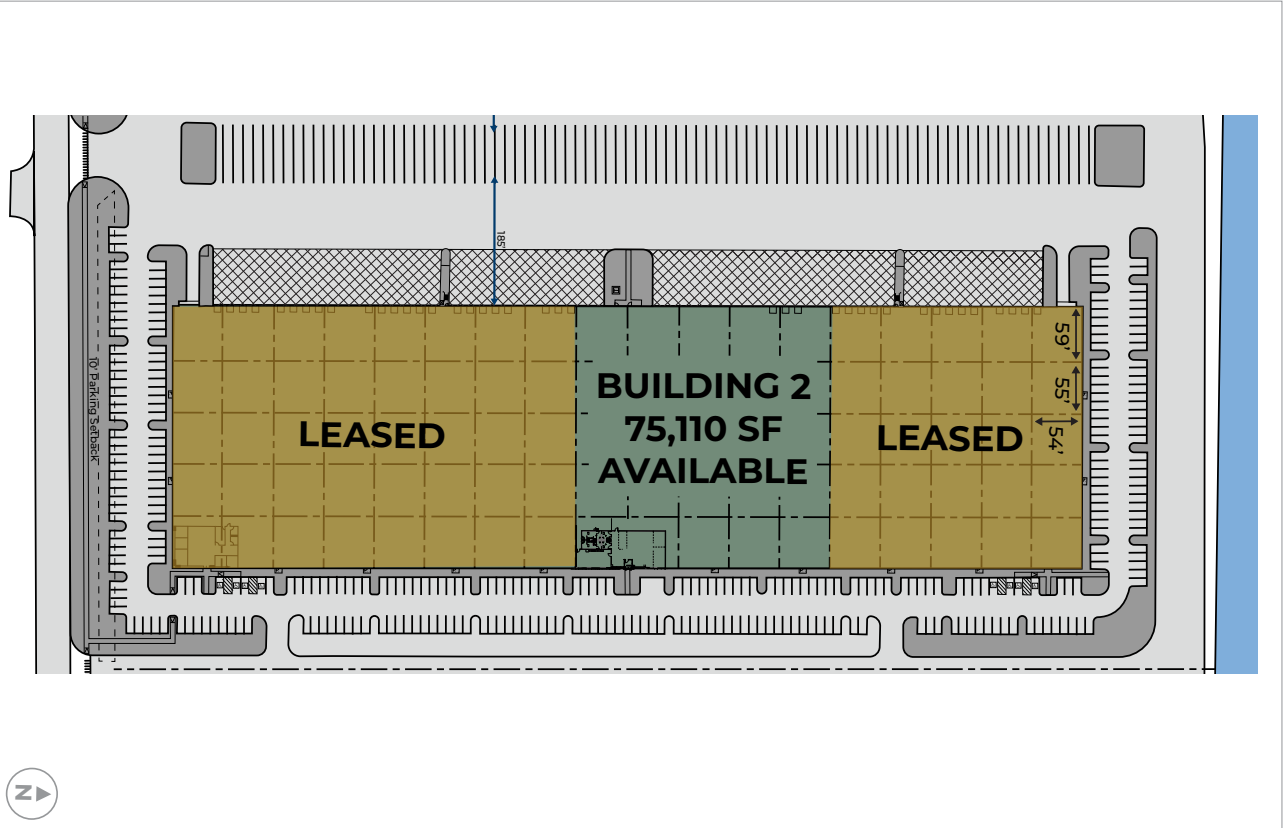 185'
10' Parking Setback
59'
55'
54'
BUILDING 2
75,110 SF
AVAILABLE
LEASED
LEASED
Z